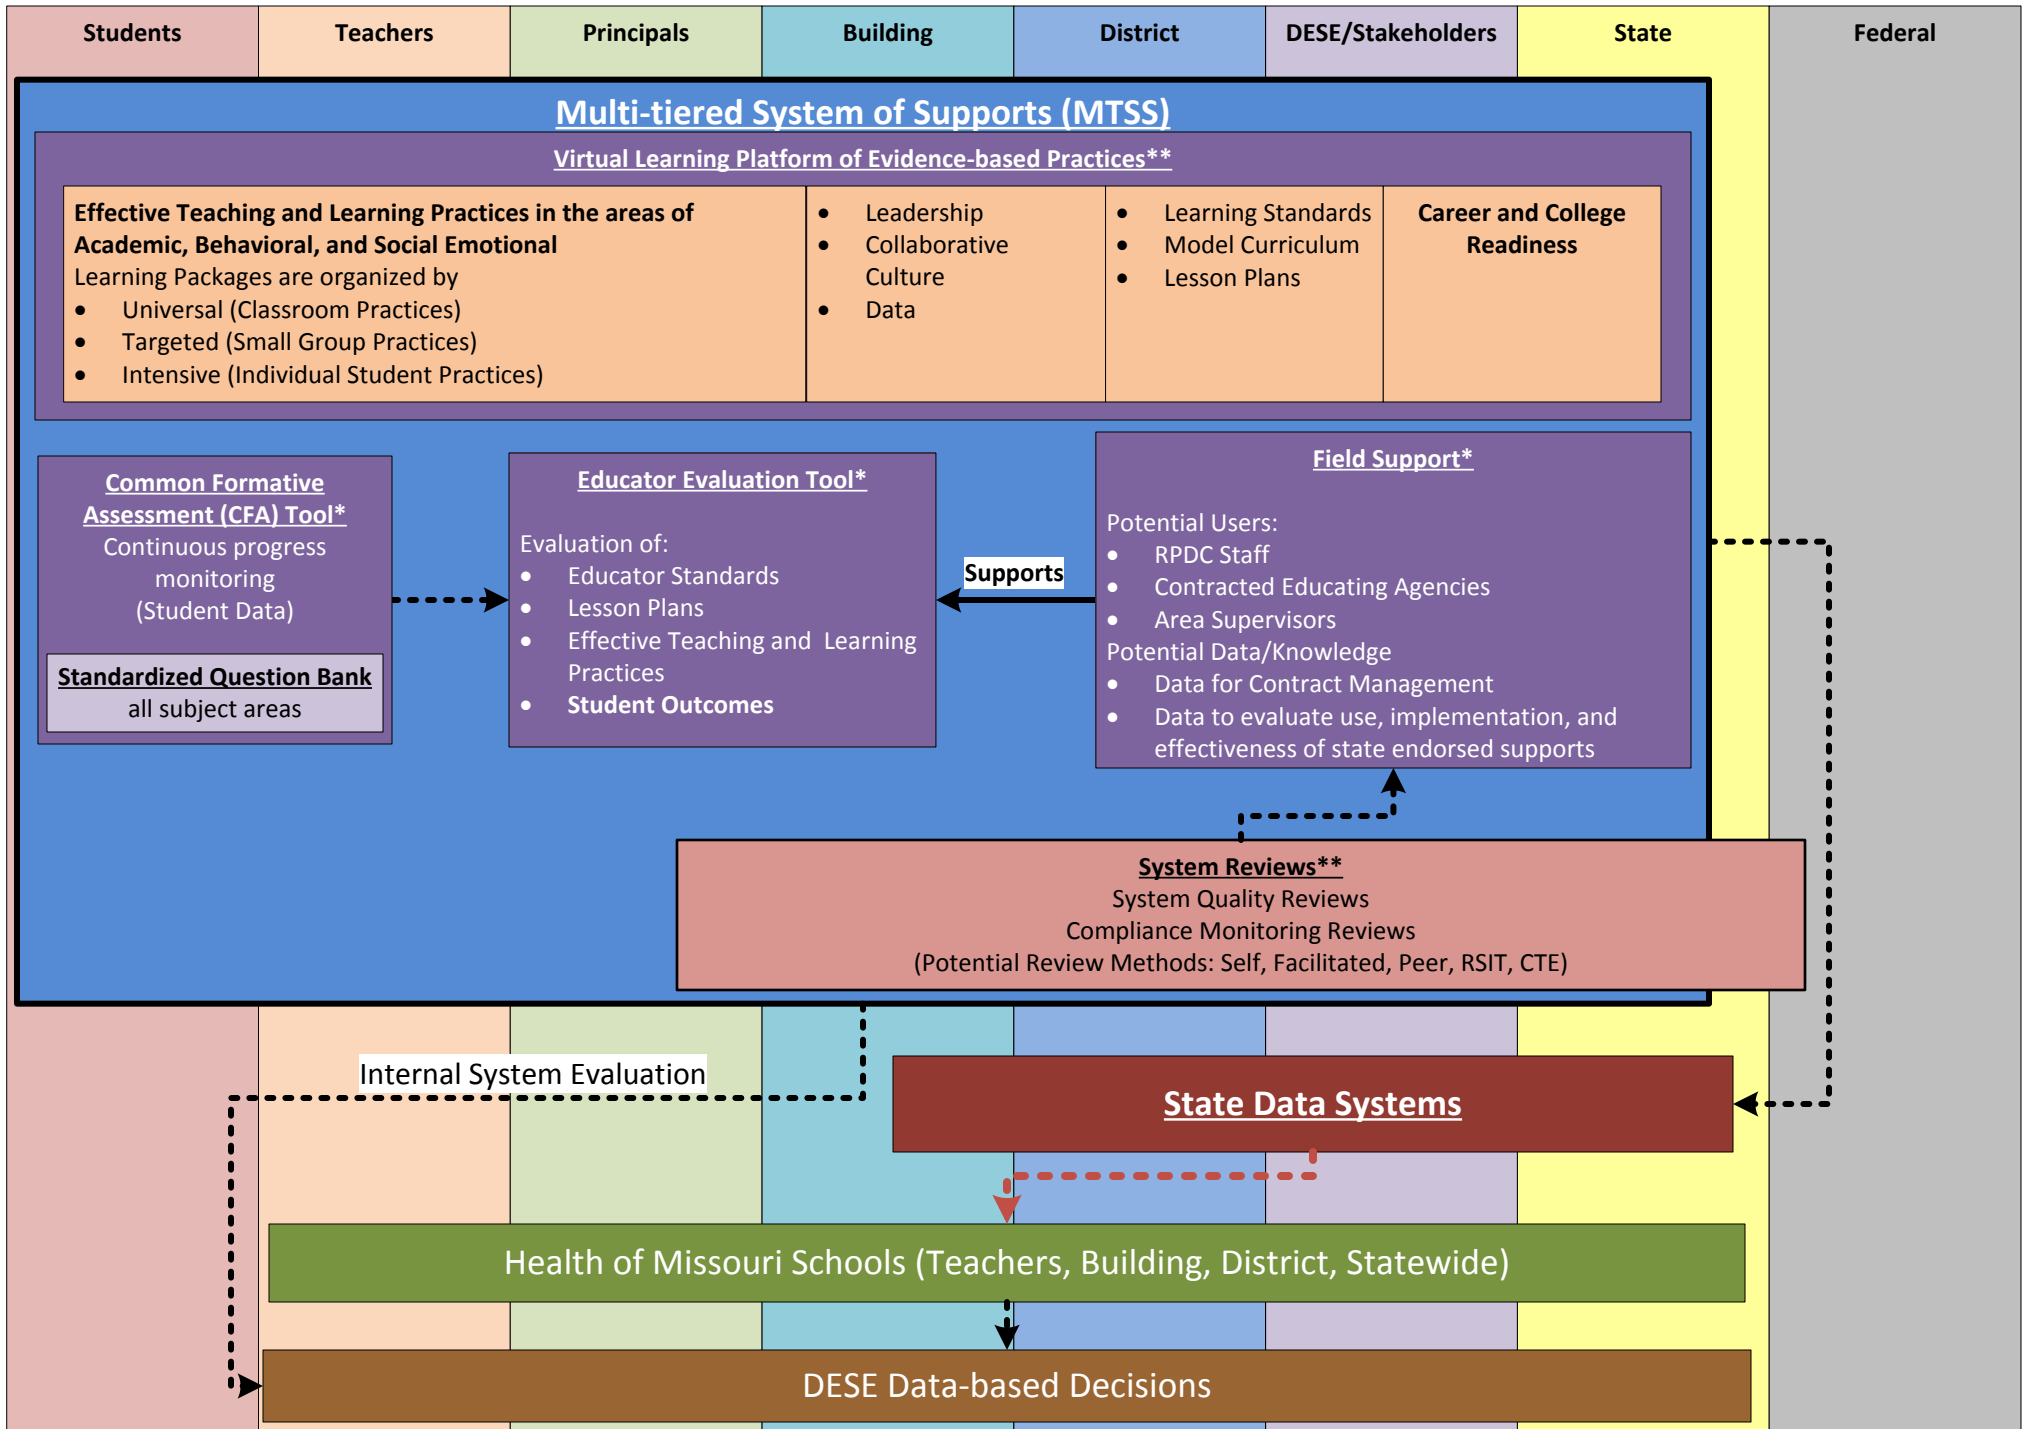 Students
Teachers
Principals
Building
District
DESE/Stakeholders
State
Federal
Multi-tiered System of Supports (MTSS)
Virtual Learning Platform of Evidence-based Practices**
Effective Teaching and Learning Practices in the areas of
Academic, Behavioral, and Social Emotional
Learning Packages are organized by
• Universal (Classroom Practices)
• Targeted (Small Group Practices)
• Intensive (Individual Student Practices)
• Leadership
• Collaborative
Culture
• Data
• Learning Standards
• Model Curriculum
• Lesson Plans
Career and College
Readiness
Common Formative
Assessment (CFA) Tool*
Continuous progress
monitoring
(Student Data)
Standardized Question Bank
all subject areas
Educator Evaluation Tool*
Evaluation of:
• Educator Standards
• Lesson Plans
• Effective Teaching and  Learning
Practices
• Student Outcomes
Supports
Field Support*
Potential Users:
• RPDC Staff
• Contracted Educating Agencies
• Area Supervisors
Potential Data/Knowledge
• Data for Contract Management
• Data to evaluate use, implementation, and
effectiveness of state endorsed supports
System Reviews**
System Quality Reviews
Compliance Monitoring Reviews
(Potential Review Methods: Self, Facilitated, Peer, RSIT, CTE)
Internal System Evaluation
State Data Systems
Health of Missouri Schools (Teachers, Building, District, Statewide)
DESE Data-based Decisions